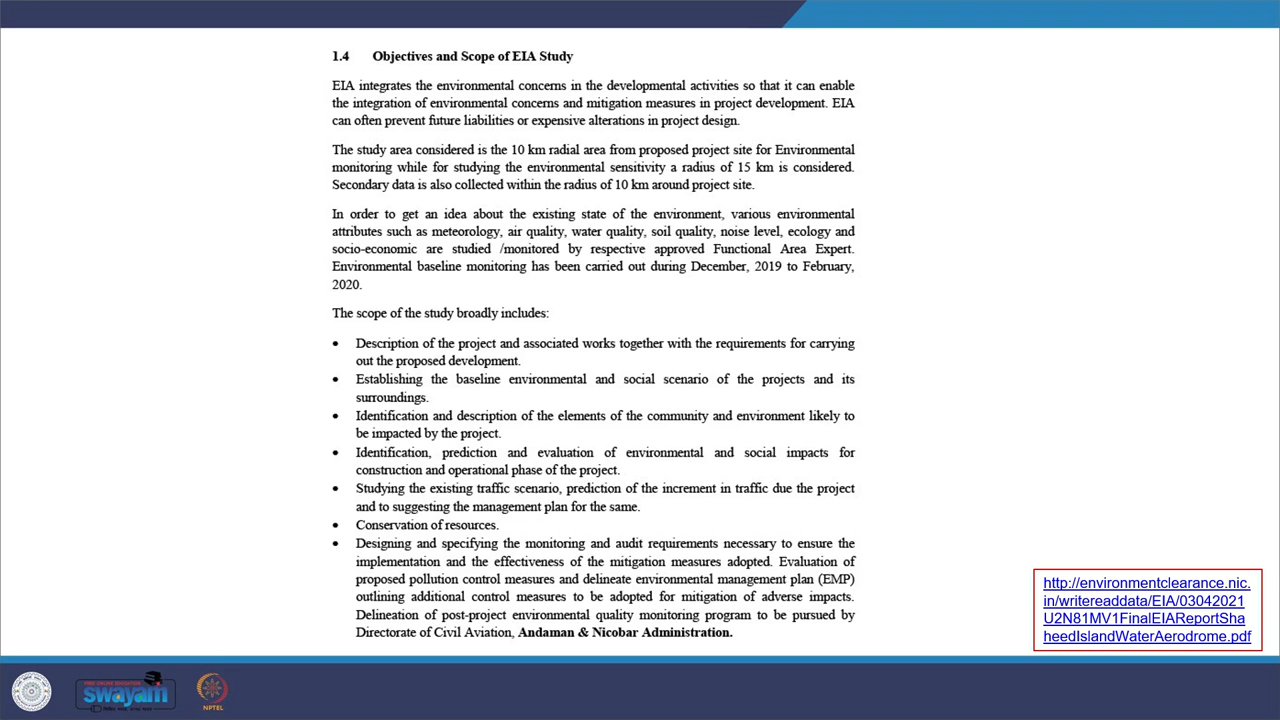 1.4 Objectives and Scope of EIA Study
EIA integrates the environmental concerns in the developmental activities so that it can enable
the integration of environmental concerns and mitigation measures in project development. EIA
can often prevent future liabilities or expensive alterations in project design.
The study area considered is the 10 km radial area from proposed project site for Environmental
monitoring while for studying the environmental sensitivity a radius of 15 km is considered.
Secondary data is also collected within the radius of 10 km around project site.
In order to get an idea about the existing state of the environment, various environmental
attributes such as meteorology, air quality, water quality, soil quality, noise level, ecology and
socio-economic are studied /monitored by respective approved Functional Area Expert.
Environmental baseline monitoring has been carried out during December, 2019 to February,
2020.
The scope of the study broadly includes:
• Description of the project and associated works together with the requirements for carrying
out the proposed development.
• Establishing the baseline environmental and social scenario of the projects and its
surroundings.
• Identification and description of the elements of the community and environment likely to
be impacted by the project.
• Identification, prediction and evaluation of environmental and social impacts for
construction and operational phase of the project.
• Studying the existing traffic scenario, prediction of the increment in traffic due the project
and to suggesting the management plan for the same.
• Conservation of resources.
• Designing and specifying the monitoring and audit requirements necessary to ensure the
implementation and the effectiveness of the mitigation measures adopted. Evaluation of
proposed pollution control measures and delineate environmental management plan (EMP)
outlining additional control measures to be adopted for mitigation of adverse impacts.
Delineation of post-project environmental quality monitoring program to be pursued by
Directorate of Civil Aviation, Andaman & Nicobar Administration.
http://environmentclearance.nic.
in/writereaddata/EIA/03042021
U2N81MV1FinalEIAReportSha
heedIslandWaterAerodrome.pdf
swayam
NPTEL